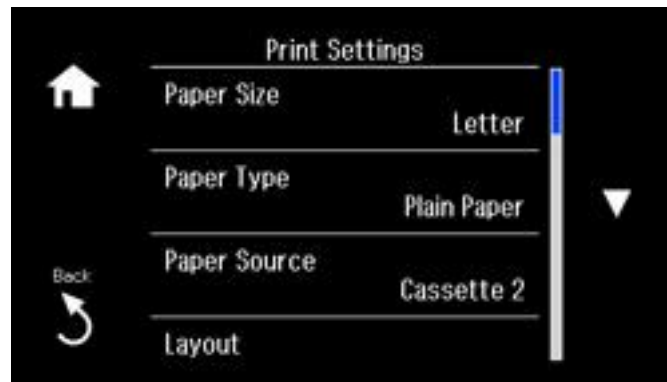 Print Settings
Paper Size
Letter
Paper Type
Plain Paper
Paper Source
Cassette 2
Back
Layout